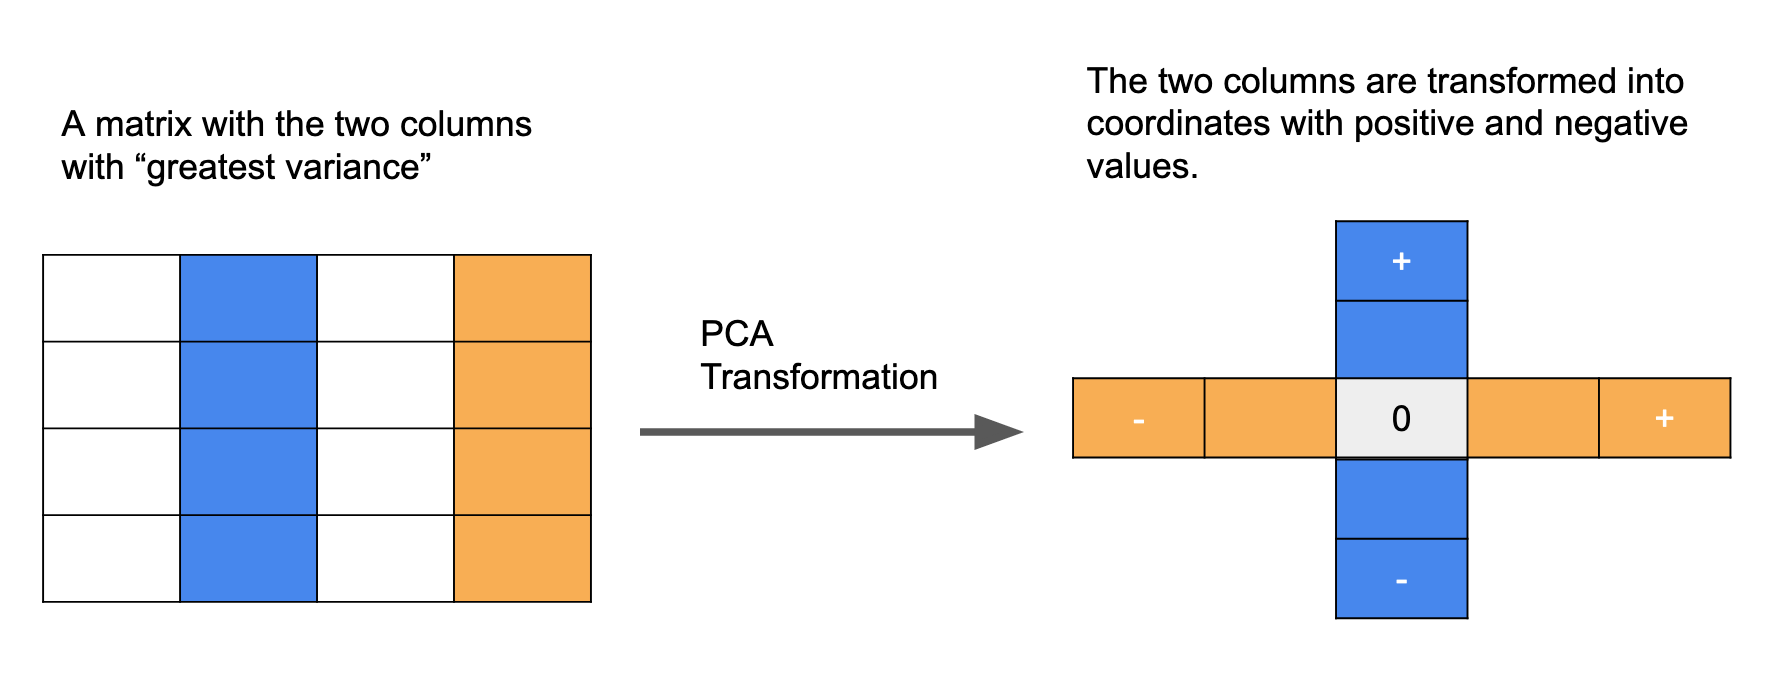 A matrix with the two columns
with “greatest variance”
The two columns are transformed into
coordinates with positive and negative
values.
PCA
Transformation
+
-
0
+
-